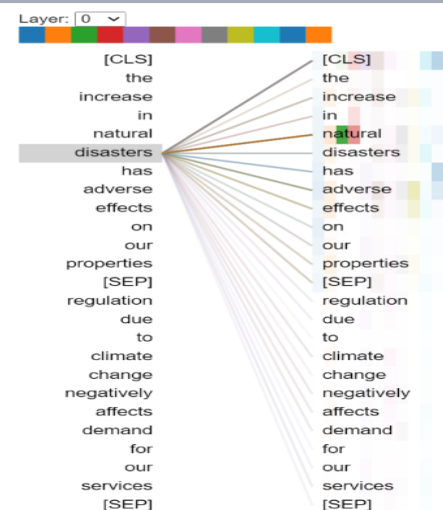 Layer: 0
[CLS] [CLS]
the the
increase increase
in in
natural natural
disasters disasters
has has
adverse adverse
effects effects
on on
our our
properties properties
[SEP] [SEP]
regulation regulation
due due
to to
climate climate
change change
negatively negatively
affects affects
demand demand
for for
our our
services services
[SEP] [SEP]